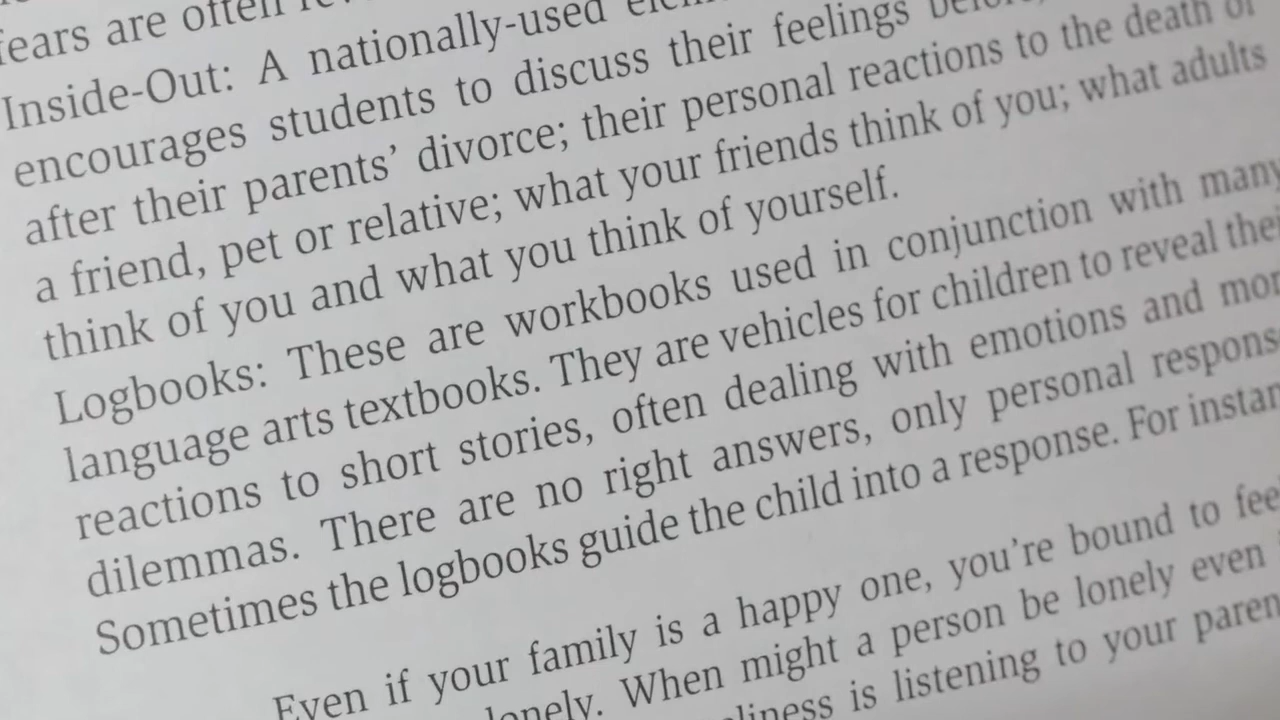 fears are often
Inside-Out: A nationally-used
encourages students to discuss their feelings
after their parents’ divorce; their personal reactions to the death of
a friend, pet or relative; what your friends think of you; what adults
think of you and what you think of yourself.
Logbooks: These are workbooks used in conjunction with many
language arts textbooks. They are vehicles for children to reveal their
reactions to short stories, often dealing with emotions and
dilemmas. There are no right answers, only personal
Sometimes the logbooks guide the child into a response. For
Even if your family is a happy one, you’re bound to feel
lonely. When might a person be lonely even
is listening to your